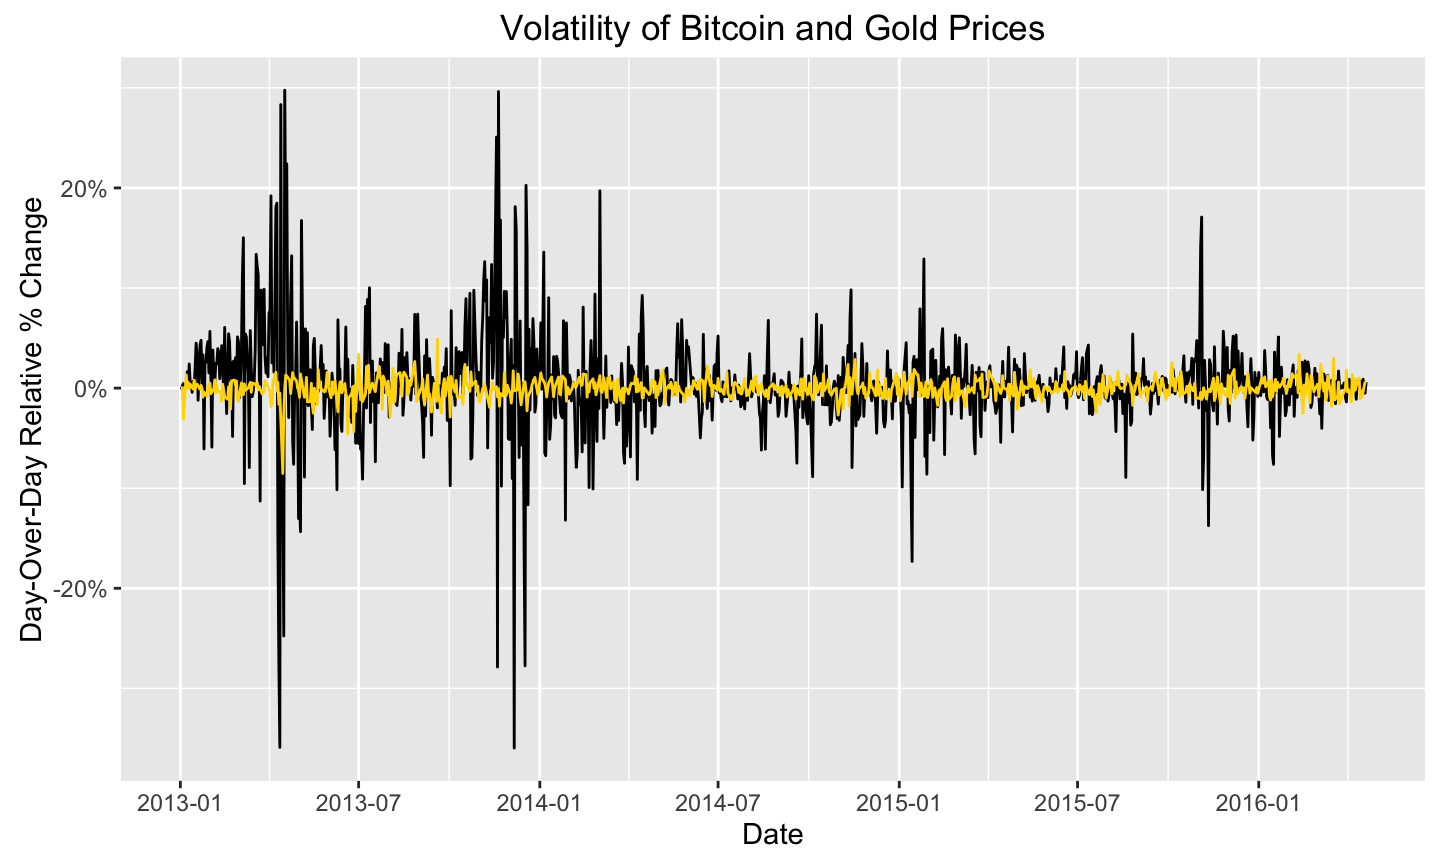 Volatility of Bitcoin and Gold Prices
Day-Over-Day Relative % Change
20%
0%
-20%
2013-01 2013-07 2014-01 2014-07 2015-01 2015-07 2016-01
Date